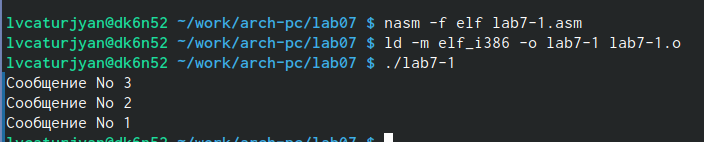 lvcaturjyan@dk6n52 ~/work/arch-pc/lab07 $ nasm -f elf lab7-1.asm
lvcaturjyan@dk6n52 ~/work/arch-pc/lab07 $ ld -m elf_i386 -o lab7-1 lab7-1.o
lvcaturjyan@dk6n52 ~/work/arch-pc/lab07 $ ./lab7-1
Сообщение No 3
Сообщение No 2
Сообщение No 1
lvcaturjyan@dk6n52 ~/work/arch-pc/lab07 $